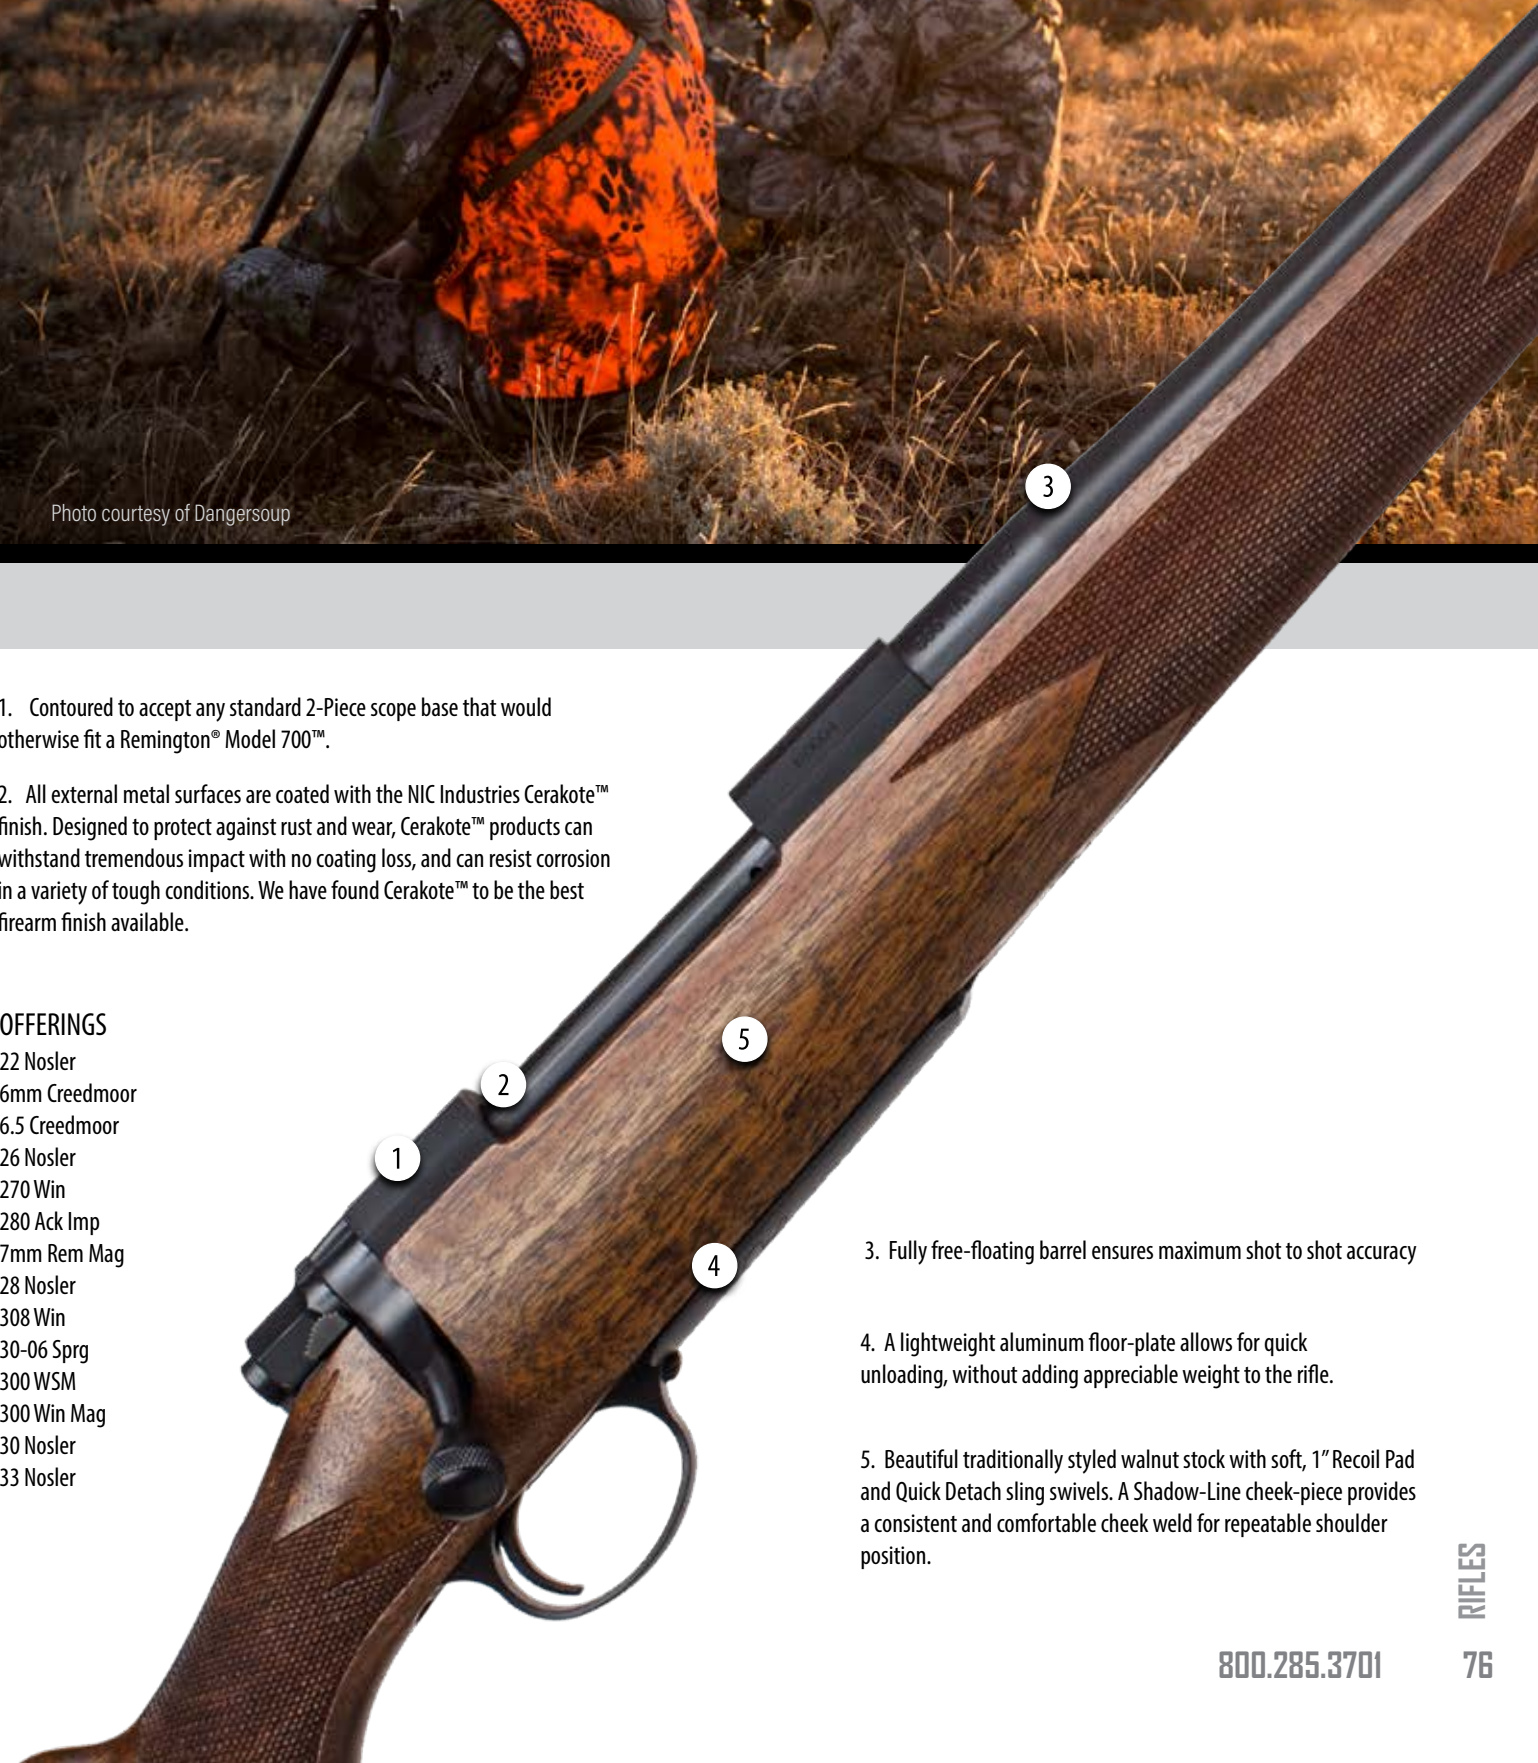 Photo courtesy of Dangersoup
3
1. Contoured to accept any standard 2-Piece scope base that would
otherwise fit a Remington® Model 700™.
2. All external metal surfaces are coated with the NIC Industries Cerakote™
finish. Designed to protect against rust and wear, Cerakote™ products can
withstand tremendous impact with no coating loss, and can resist corrosion
in a variety of tough conditions. We have found Cerakote™ to be the best
firearm finish available.
OFFERINGS
22 Nosler
6mm Creedmoor
6.5 Creedmoor
26 Nosler
270 Win
280 Ack Imp
7mm Rem Mag
28 Nosler
308 Win
30-06 Sprg
300 WSM
300 Win Mag
30 Nosler
33 Nosler
5
2
1
4
3. Fully free-floating barrel ensures maximum shot to shot accuracy
4. A lightweight aluminum floor-plate allows for quick
unloading, without adding appreciable weight to the rifle.
5. Beautiful traditionally styled walnut stock with soft, 1” Recoil Pad
and Quick Detach sling swivels. A Shadow-Line cheek-piece provides
a consistent and comfortable cheek weld for repeatable shoulder
position.
RIFLES
800.285.3701
76